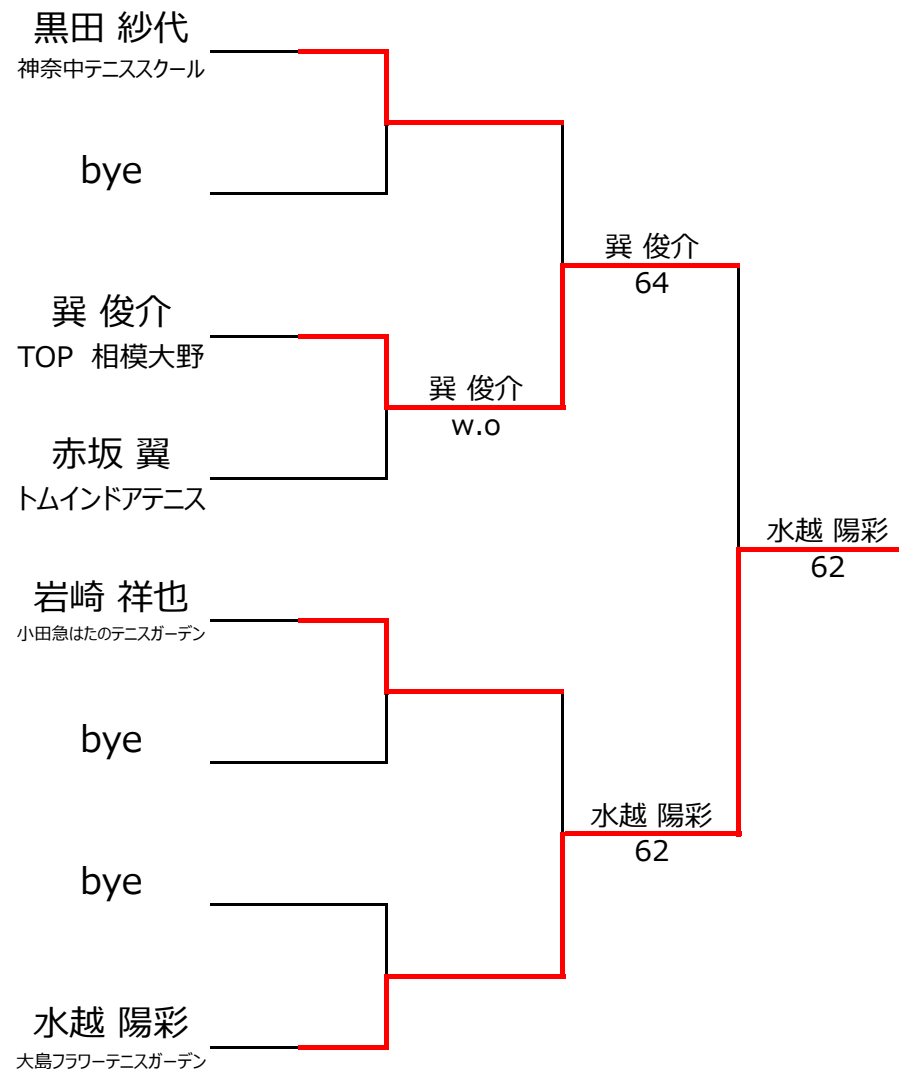 黒田 紗代
神奈中テニススクール
bye
巽 俊介
64
巽 俊介
TOP 相模大野
巽 俊介
w.o
赤坂 翼
トムインドアテニス
水越 陽彩
62
岩崎 祥也
小田急はたのテニスガーデン
bye
水越 陽彩
62
bye
水越 陽彩
大島フラワーテニスガーデン